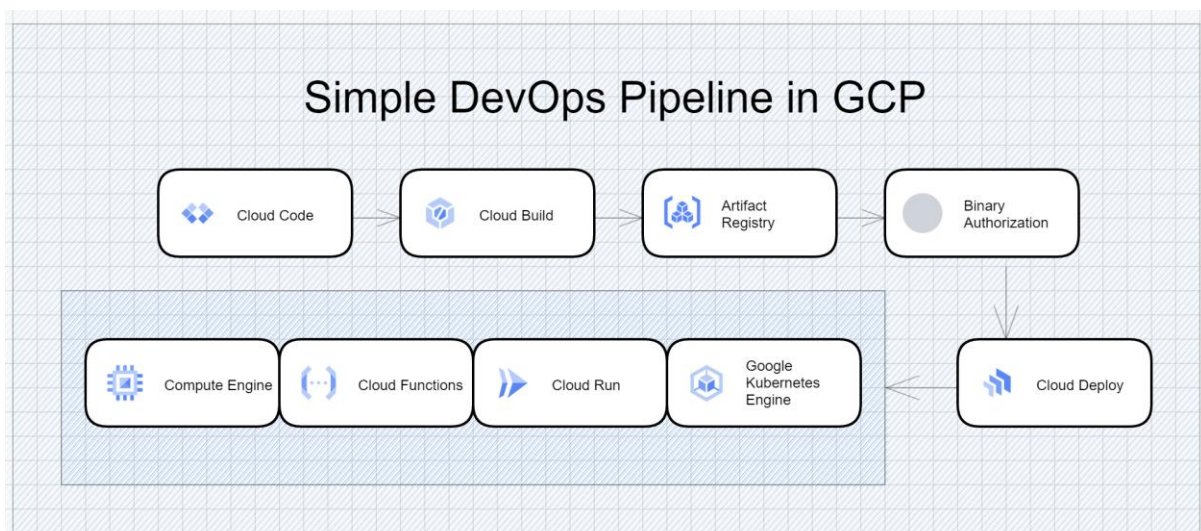 Simple DevOps Pipeline in GCP
Cloud Code
Cloud Build
Artifact
Registry
Binary
Authorization
Compute Engine
Cloud Functions
Cloud Run
Google
Kubernetes
Engine
Cloud Deploy